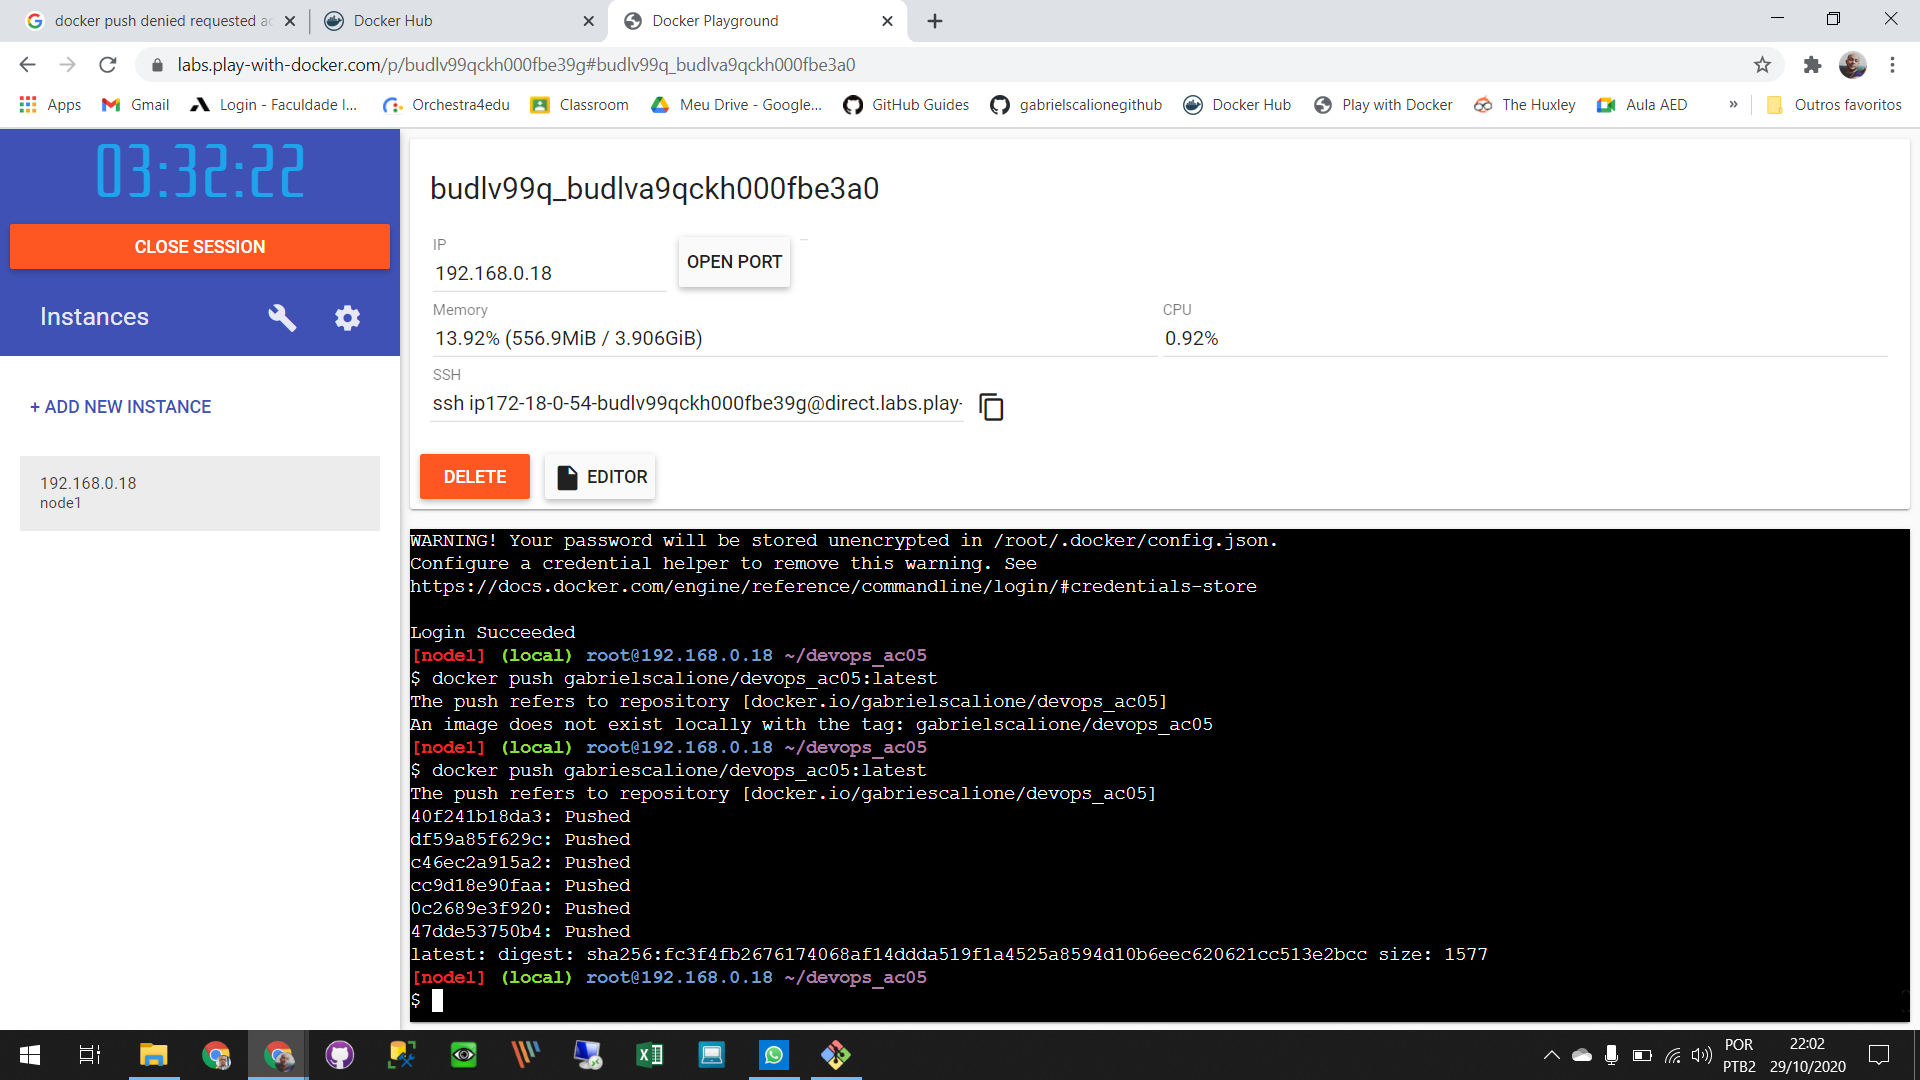 docker push denied requested ac
Docker Hub
Docker Playground
labs.play-with-docker.com/p/budlv99qckh000fbe39g#budlv99q_budlva9qckh000fbe3a0
Apps
Gmail
Login - Faculdade I...
Orchestra4edu
Classroom
Meu Drive - Google...
GitHub Guides
gabrielscalionegithub
Docker Hub
Play with Docker
The Huxley
Aula AED
»
Outros favoritos
03:32:22
CLOSE SESSION
Instances
+ ADD NEW INSTANCE
192.168.0.18
node1
budlv99q_budlva9qckh000fbe3a0
IP
192.168.0.18
OPEN PORT
Memory
13.92% (556.9MiB / 3.906GiB)
CPU
0.92%
SSH
ssh ip172-18-0-54-budlv99qckh000fbe39g@direct.labs.play-
DELETE
EDITOR
WARNING! Your password will be stored unencrypted in /root/.docker/config.json.
Configure a credential helper to remove this warning. See
https://docs.docker.com/engine/reference/commandline/login/#credentials-store
Login Succeeded
[node1] (local) root@192.168.0.18 ~/devops_ac05
$ docker push gabrielscalione/devops_ac05:latest
The push refers to repository [docker.io/gabrielscalione/devops_ac05]
An image does not exist locally with the tag: gabrielscalione/devops_ac05
[node1] (local) root@192.168.0.18 ~/devops_ac05
$ docker push gabriescalione/devops_ac05:latest
The push refers to repository [docker.io/gabriescalione/devops_ac05]
40f241b18da3: Pushed
df59a85f629c: Pushed
c46ec2a915a2: Pushed
cc9d18e90faa: Pushed
0c2689e3f920: Pushed
47dde53750b4: Pushed
latest: digest: sha256:fc3f4fb2676174068af14ddda519f1a4525a8594d10b6eec620621cc513e2bcc size: 1577
[node1] (local) root@192.168.0.18 ~/devops_ac05
$
POR
PTB2
22:02
29/10/2020